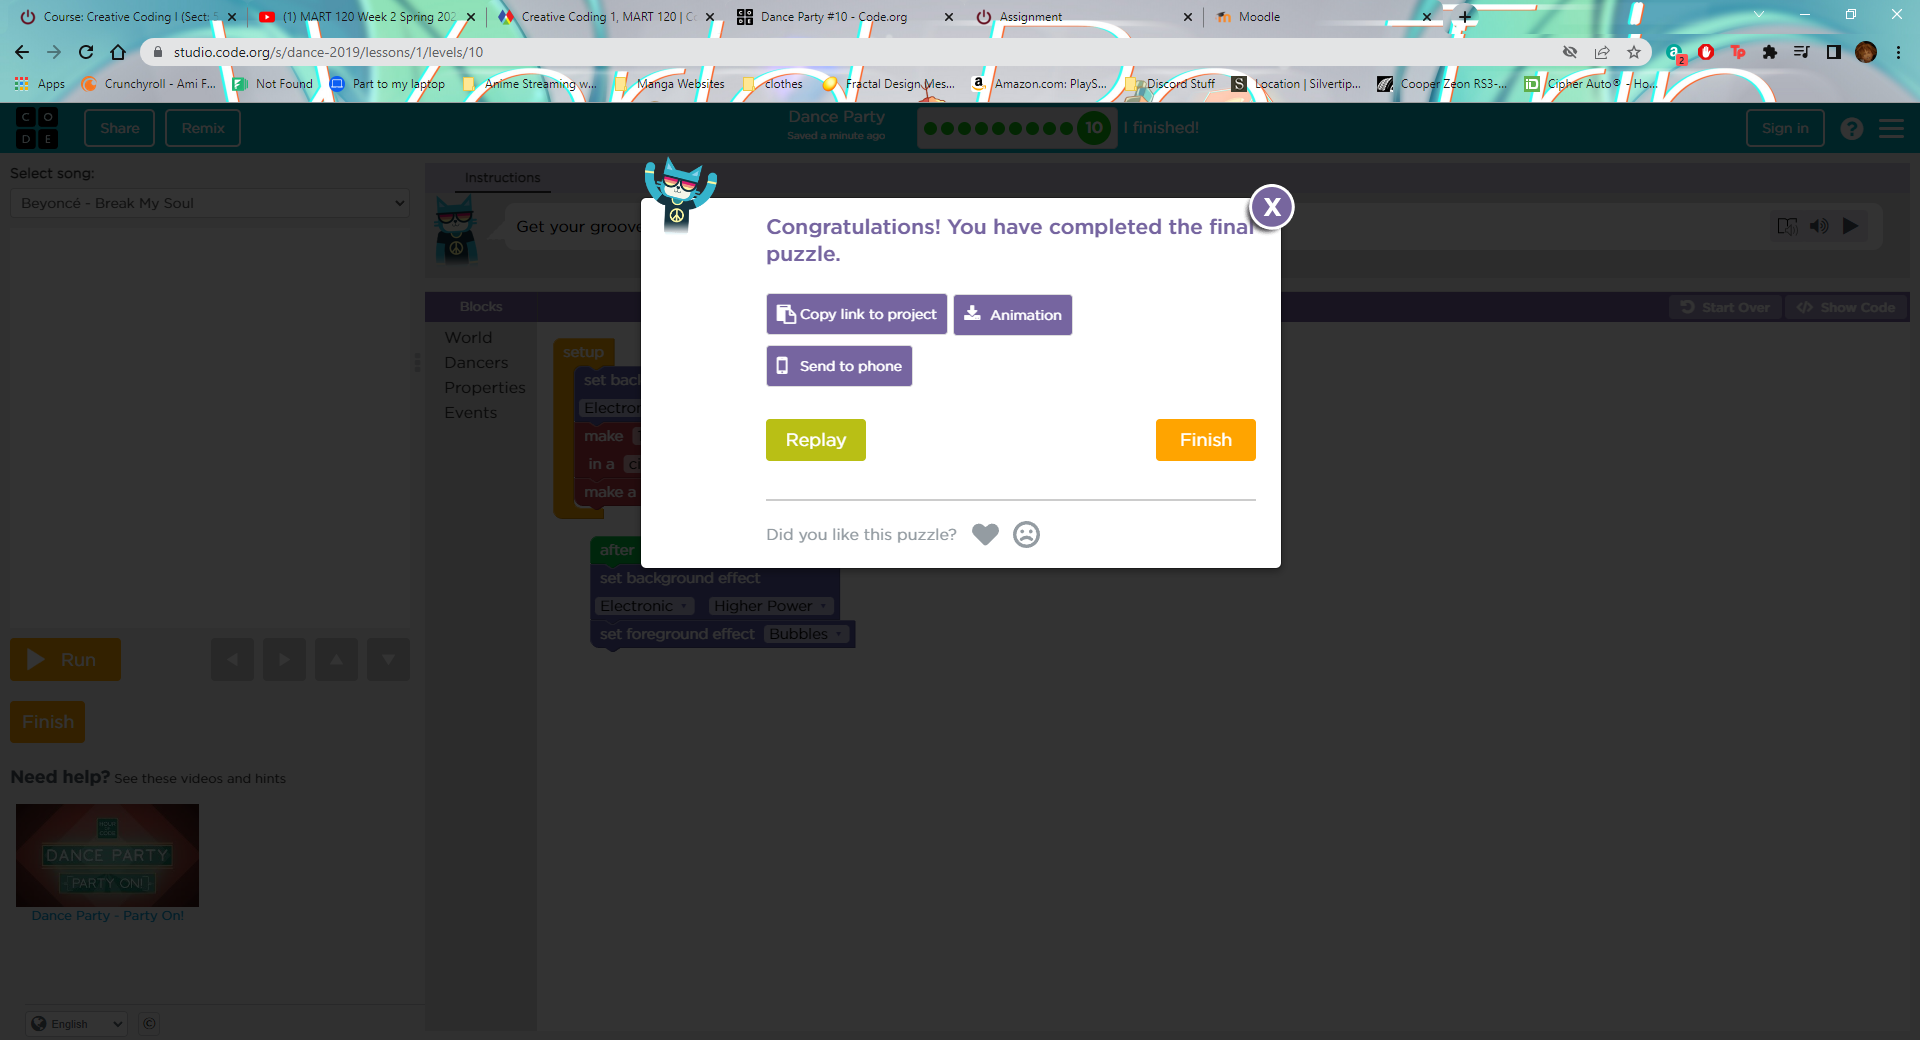 Course: Creative Coding I (Sect: 5
(1) MART 120 Week 2 Spring 202
Creative Coding 1, MART 120 | C
Dance Party #10 - Code.org
Assignment
Moodle
studio.code.org/s/dance-2019/lessons/1/levels/10
2
Apps
Crunchyroll - Ami F...
Not Found
Part to my laptop
Anime Streaming w...
Manga Websites
clothes
Fractal Design Mes...
Amazon.com: PlayS...
Discord Stuff
Location | Silvertip...
Cooper Zeon RS3-...
Cipher Auto® - Ho...
C O
D E
Share
Remix
Dance Party
Saved a minute ago
10
I finished!
Sign in
?
Select song:
Beyoncé - Break My Soul
Instructions
Get your groove
X
Congratulations! You have completed the final
puzzle.
Copy link to project
Animation
Send to phone
Replay
Finish
Did you like this puzzle?
Blocks
Start Over
Show Code
World
Dancers
Properties
Events
setup
set bac
Electro
make
in a
make a
after
set background effect
Electronic
Higher Power
set foreground effect
Bubbles
Run
Finish
Need help? See these videos and hints
HOUR OF CODE
DANCE PARTY
PARTY ON!
Dance Party - Party On!
English
©